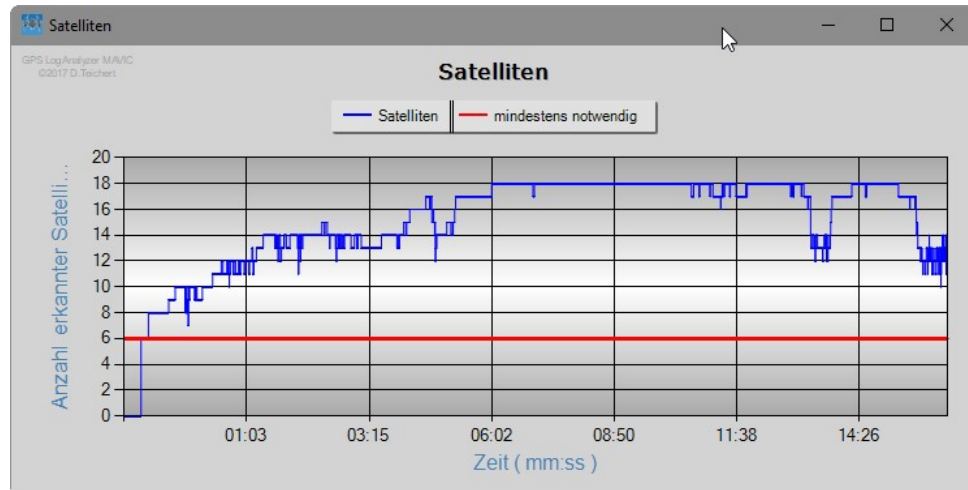 Satelliten
GPS Log Analyzer MAVIC
©2017 D.Teichert
Satelliten
Satelliten
mindestens notwendig
Anzahl erkannter Satelli...
20
18
16
14
12
10
8
6
4
2
0
01:03 03:15 06:02 08:50 11:38 14:26
Zeit ( mm:ss )